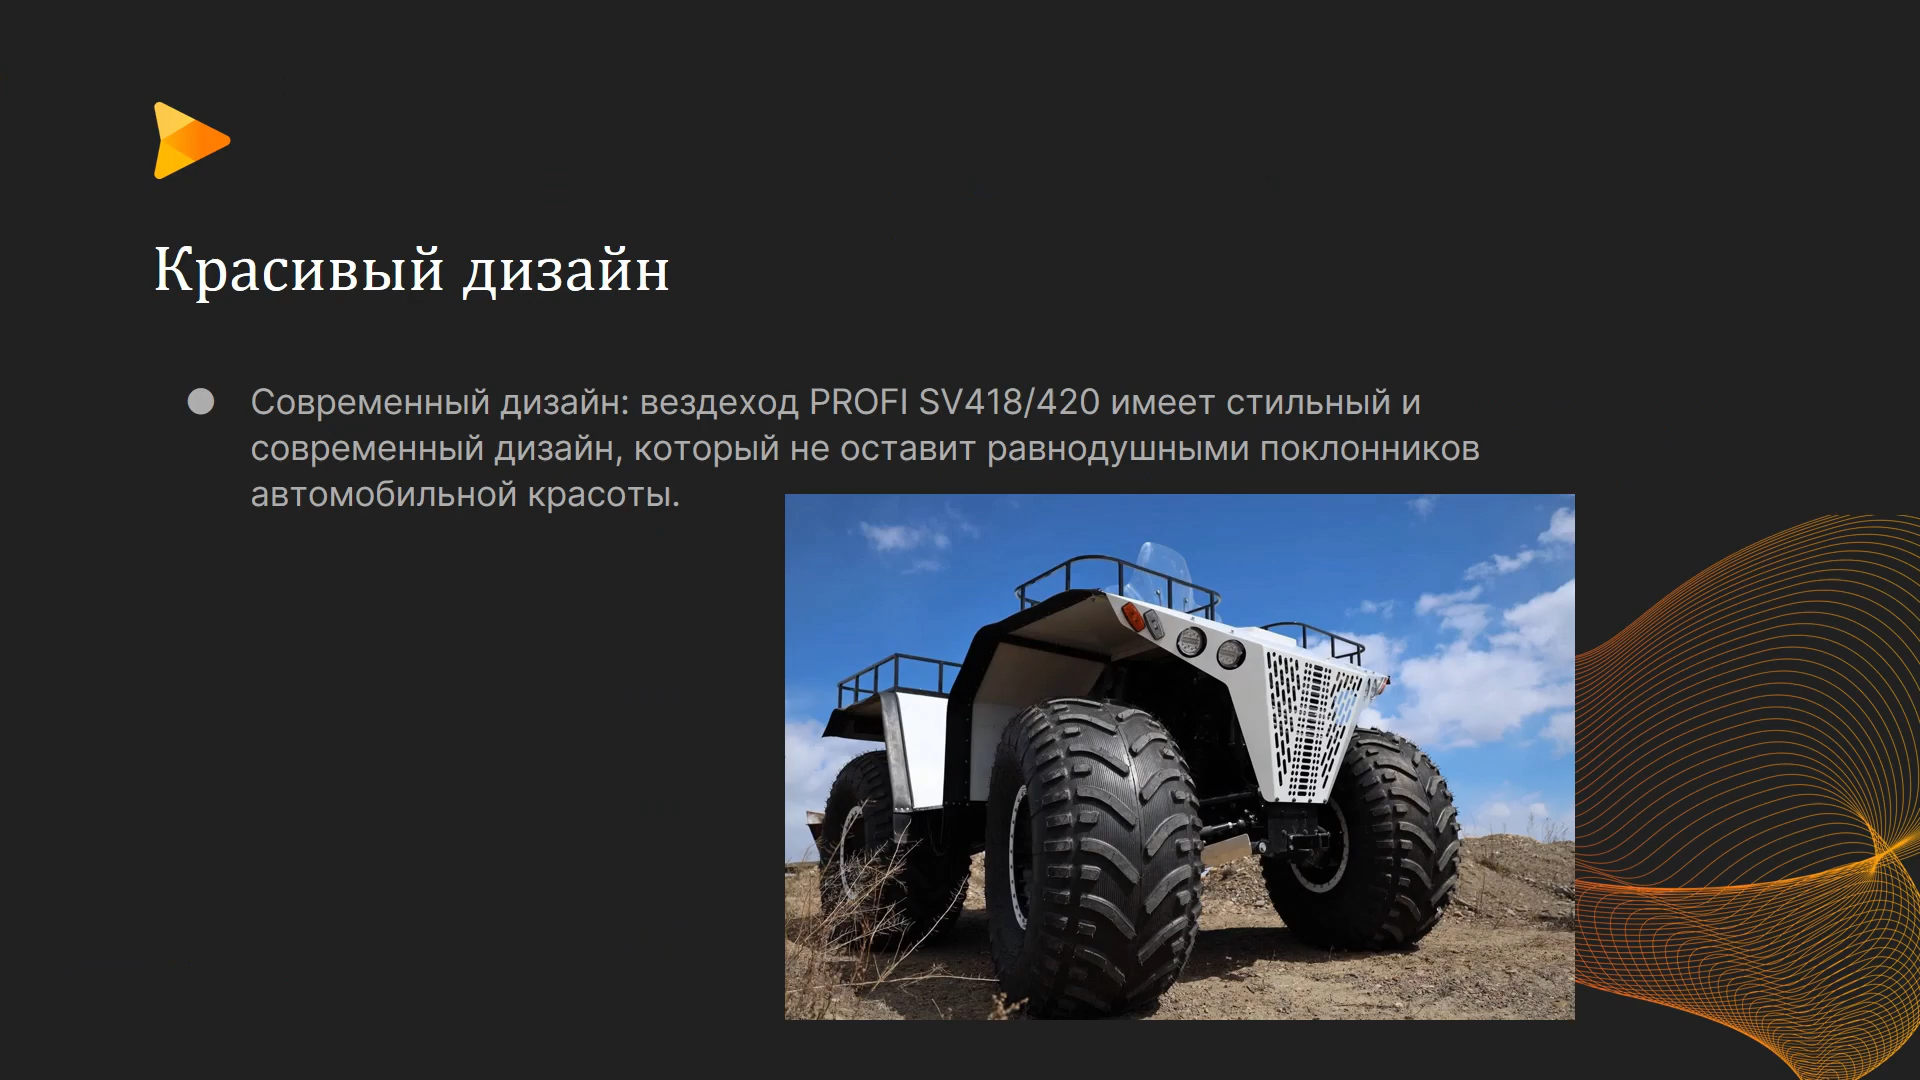 Красивый дизайн
Современный дизайн: вездеход PROFI SV418/420 имеет стильный и
современный дизайн, который не оставит равнодушными поклонников
автомобильной красоты.